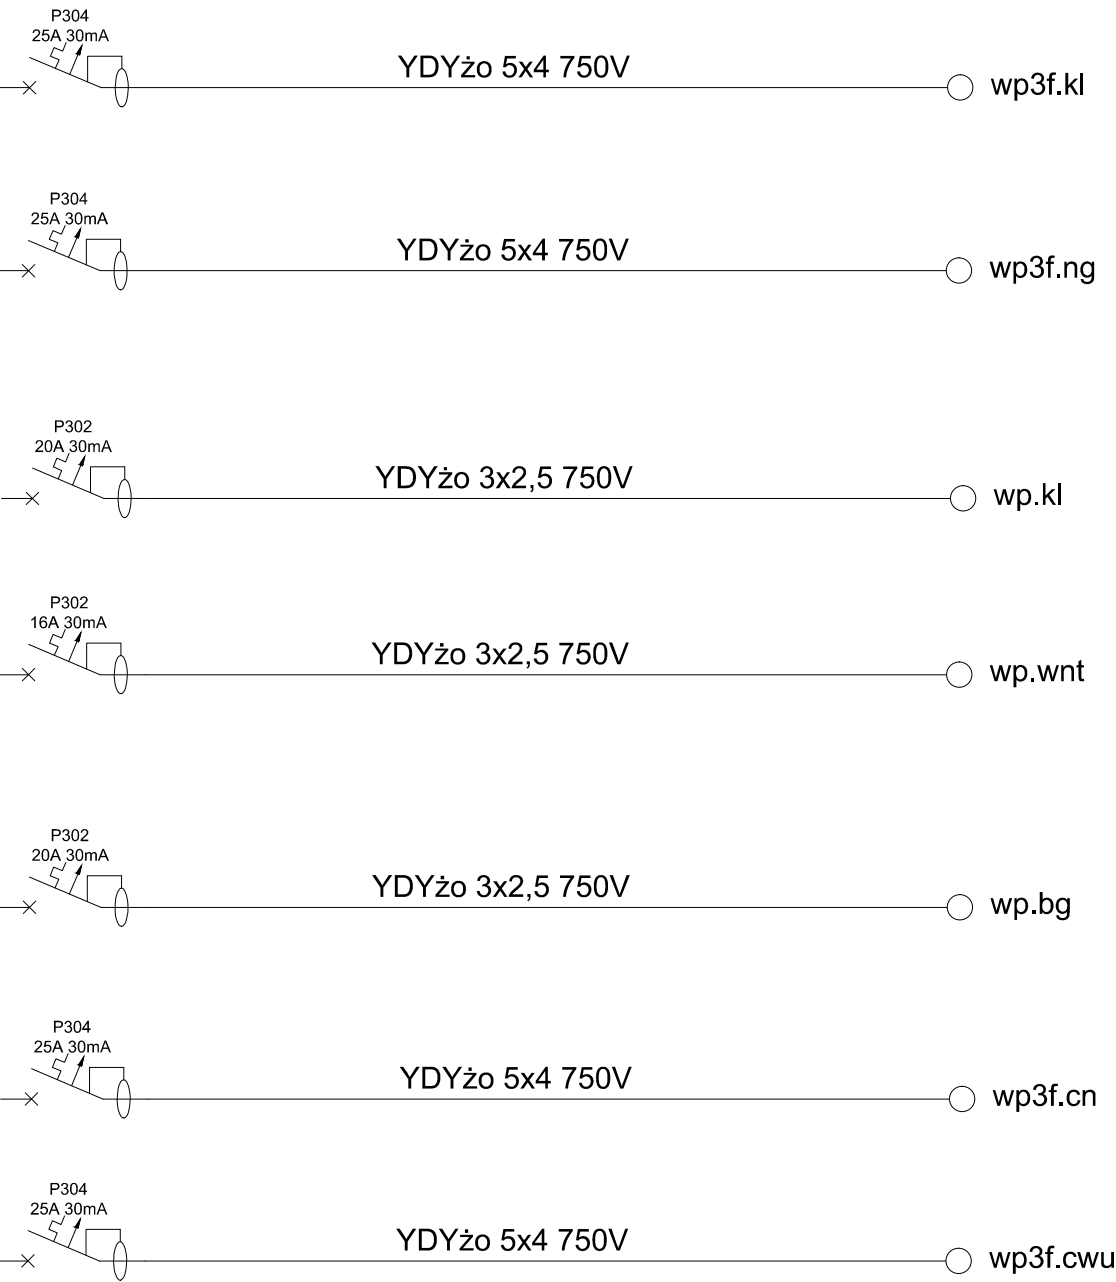 P304
25A 30mA
YDYżo 5x4 750V
wp3f.kl
P304
25A 30mA
YDYżo 5x4 750V
wp3f.ng
P302
20A 30mA
YDYżo 3x2,5 750V
wp.kl
P302
16A 30mA
YDYżo 3x2,5 750V
wp.wnt
P302
20A 30mA
YDYżo 3x2,5 750V
wp.bg
P304
25A 30mA
YDYżo 5x4 750V
wp3f.cn
P304
25A 30mA
YDYżo 5x4 750V
wp3f.cwu